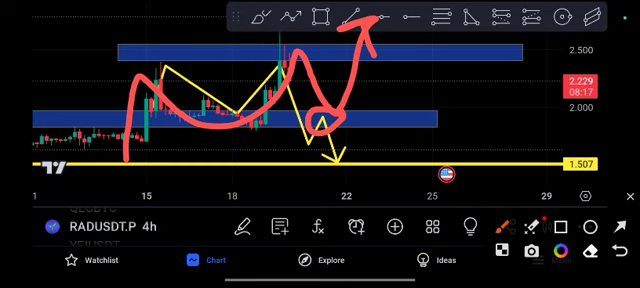 2.500
2.229
08:17
2.000
1.507
1 15 18 22 25 29
RADUSDT.P 4h
Watchlist Chart Explore Ideas